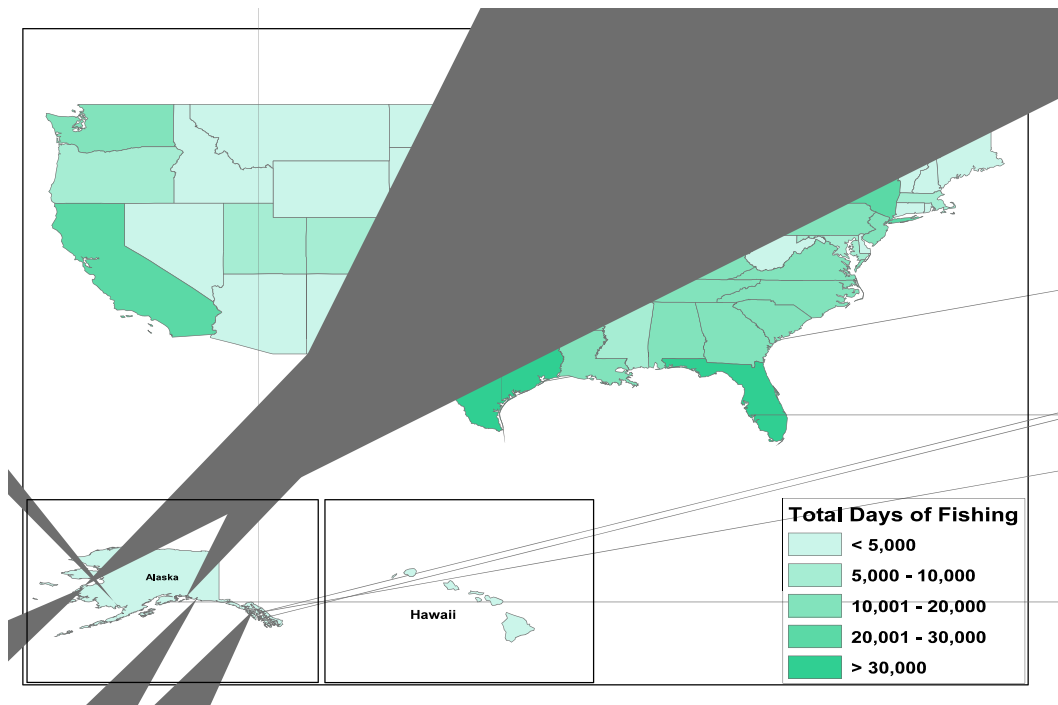 Total Days of Fishing
< 5,000
5,000 - 10,000
10,001 - 20,000
20,001 - 30,000
> 30,000
Alaska
Hawaii